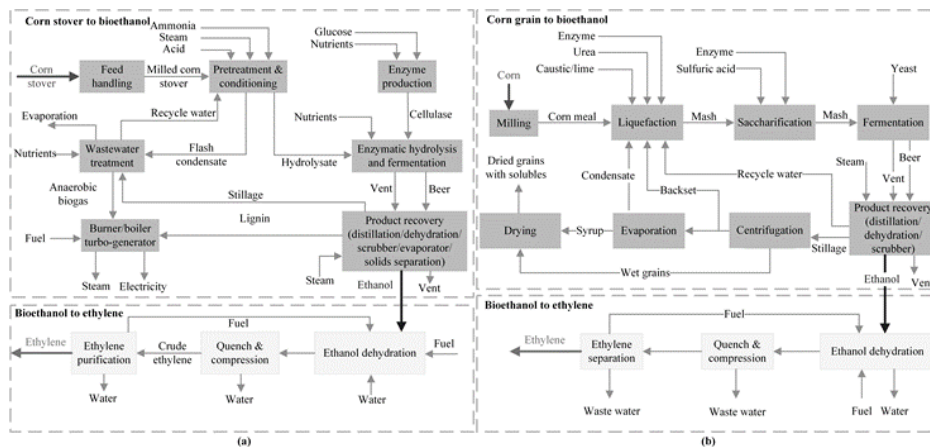 Corn stover to bioethanol
Ammonia
Steam
Acid
Glucose
Nutrients
Corn
stover
Feed
handling
Milled corn
stover
Pretreatment &
conditioning
Enzyme
production
Evaporation
Recycle water
Cellulase
Nutrients
Nutrients
Wastewater
treatment
Flash
condensate
Hydrolysate
Enzymatic hydrolysis
and fermentation
Anaerobic
biogas
Stillage
Vent
Beer
Lignin
Fuel
Burner/boiler
turbo-generator
Product recovery
(distillation/dehydration/
scrubber/evaporator/
solids separation)
Steam
Steam
Electricity
Ethanol
Vent
Bioethanol to ethylene
Fuel
Ethylene
Ethylene
purification
Crude
ethylene
Quench &
compression
Ethanol dehydration
Fuel
Water
Water
Water
(a)
Corn grain to bioethanol
Enzyme
Urea
Caustic/lime
Enzyme
Sulfuric acid
Yeast
Corn
Milling
Corn meal
Liquefaction
Mash
Saccharification
Mash
Fermentation
Dried grains
with solubles
Condensate
Backset
Recycle water
Steam
Beer
Vent
Drying
Syrup
Evaporation
Centrifugation
Stillage
Product recovery
(distillation/
dehydration/
scrubber)
Wet grains
Ethanol
Vent
Bioethanol to ethylene
Fuel
Ethylene
Ethylene
separation
Quench &
compression
Ethanol dehydration
Waste water
Waste water
Fuel
Water
(b)